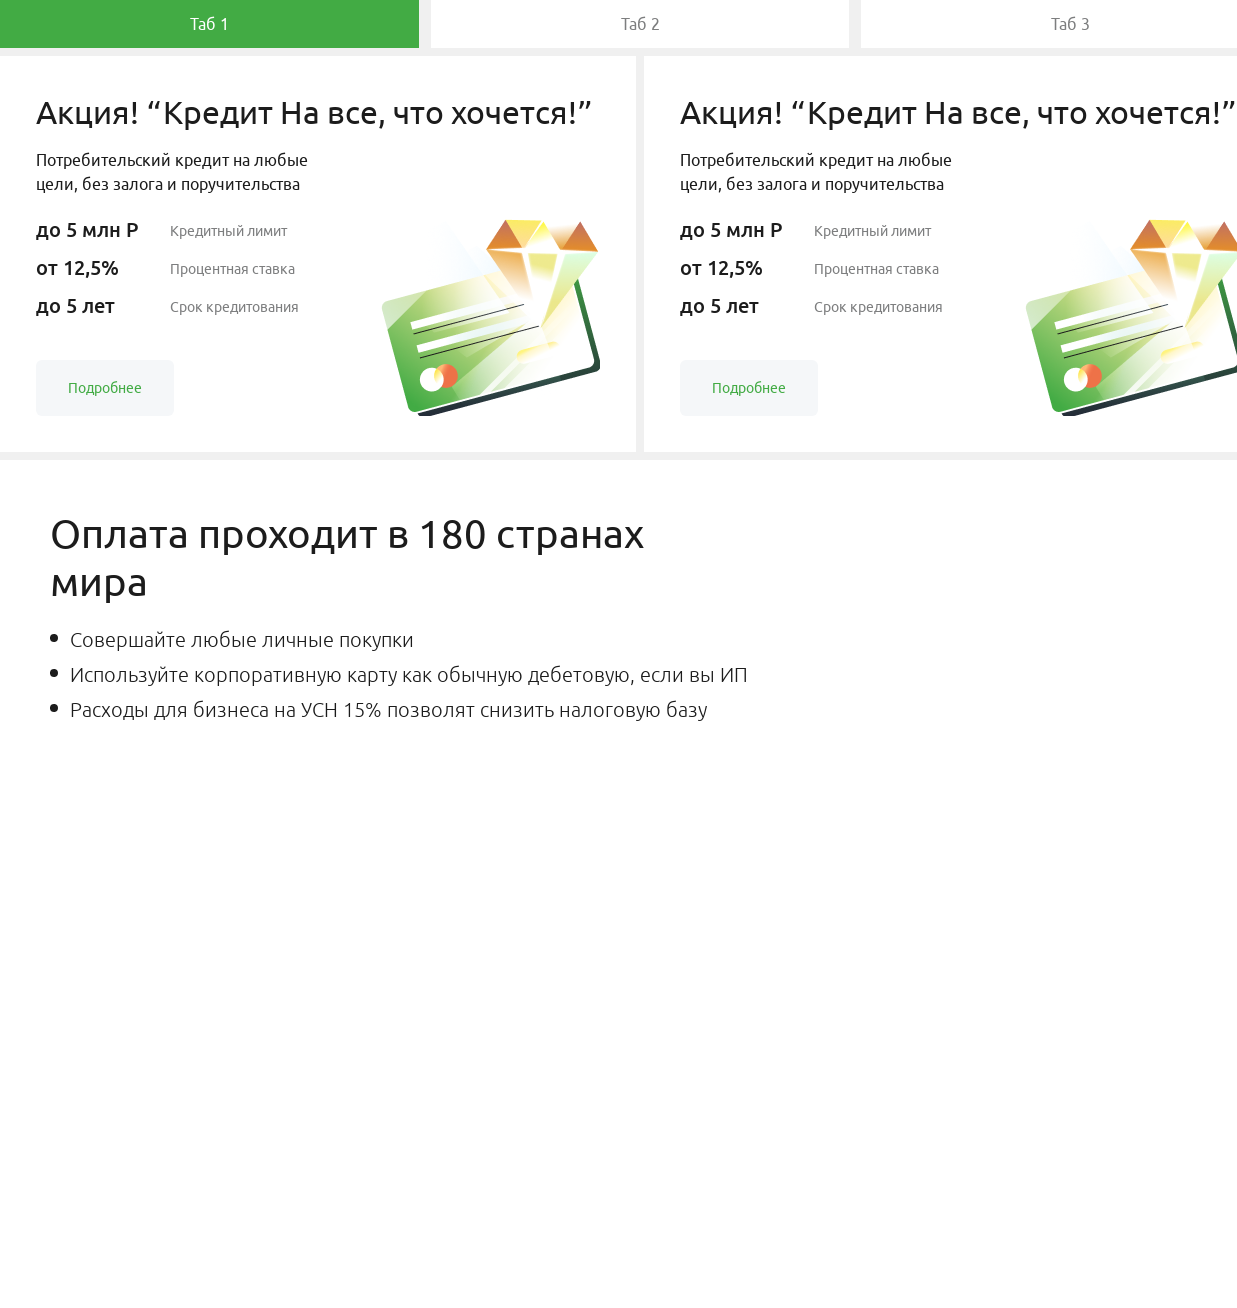 Таб 1
Таб 2
Таб 3
Акция! “Кредит На все, что хочется!”
Потребительский кредит на любые
цели, без залога и поручительства
до 5 млн Р Кредитный лимит
от 12,5% Процентная ставка
до 5 лет Срок кредитования
Подробнее
Акция! “Кредит На все, что хочется!”
Потребительский кредит на любые
цели, без залога и поручительства
до 5 млн Р Кредитный лимит
от 12,5% Процентная ставка
до 5 лет Срок кредитования
Подробнее
Оплата проходит в 180 странах
мира
Совершайте любые личные покупки
Используйте корпоративную карту как обычную дебетовую, если вы ИП
Расходы для бизнеса на УСН 15% позволят снизить налоговую базу